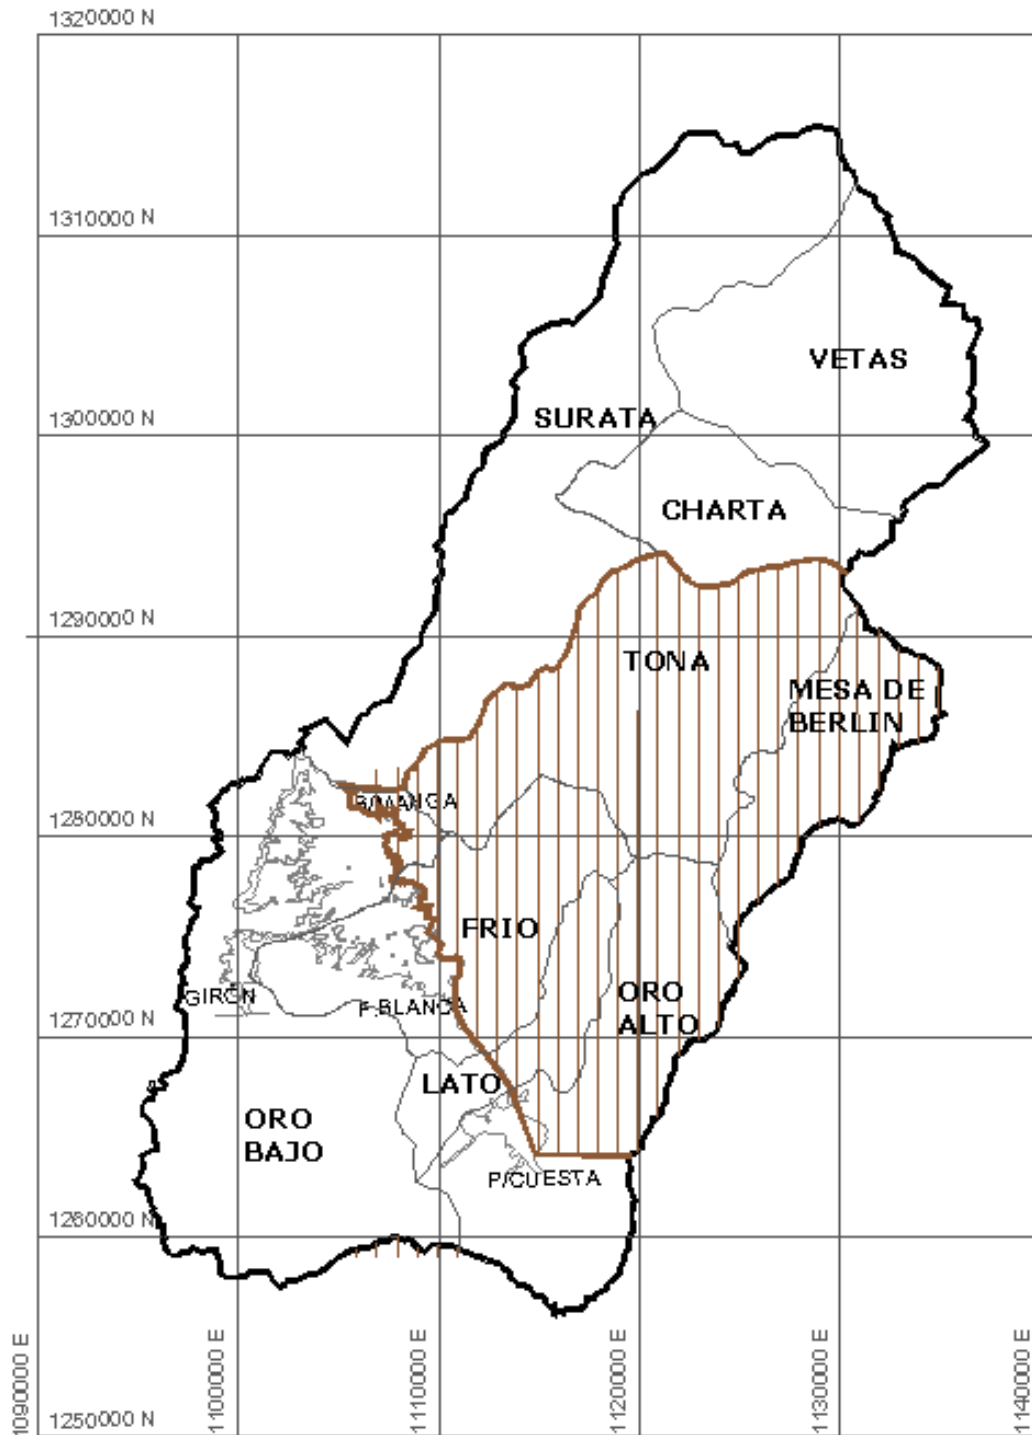 1320000 N
1310000 N
VETAS
1300000 N
SURATA
CHARTA
1290000 N
TONA
MESA DE
BERLIN
B/MANGA
1280000 N
FRIO
GIRON
F.BLANCA
ORO
ALTO
1270000 N
LATO
ORO
BAJO
P/CUESTA
1260000 N
1250000 N
1090000 E
1100000 E
1110000 E
1120000 E
1130000 E
1140000 E